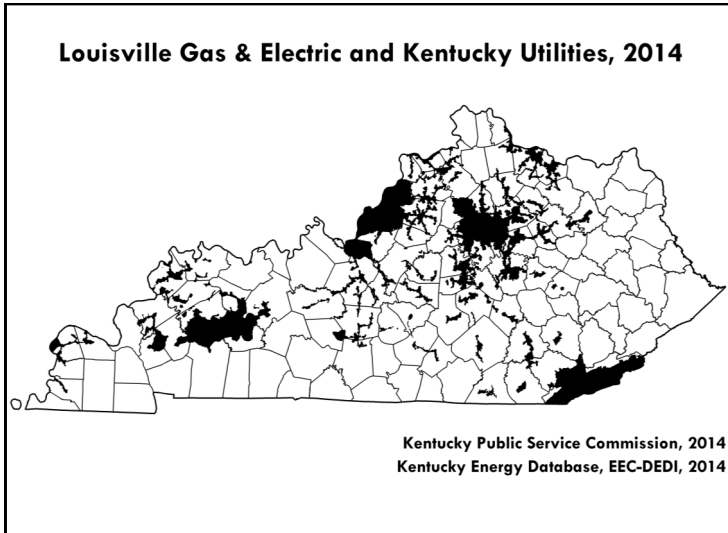 Louisville Gas & Electric and Kentucky Utilities, 2014
Kentucky Public Service Commission, 2014
Kentucky Energy Database, EEC-DEDI, 2014